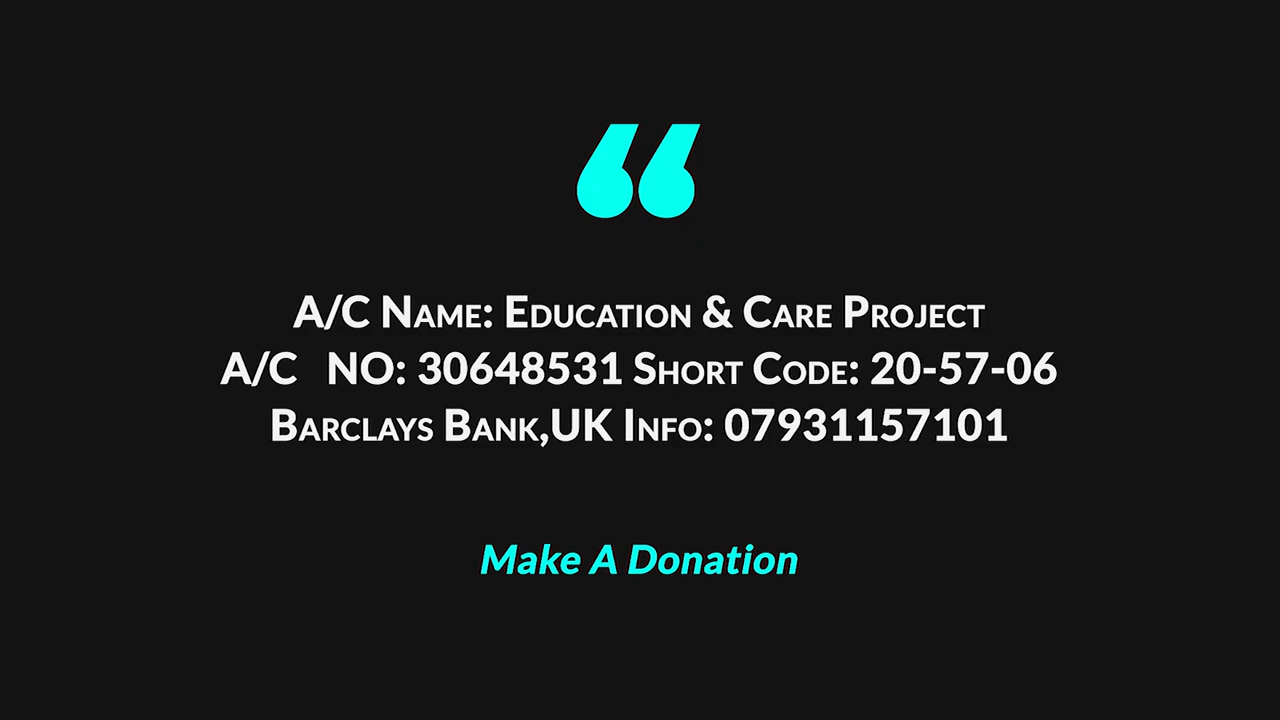 “
A/C Name: Education & Care Project
A/C NO: 30648531 Short Code: 20-57-06
Barclays Bank,UK Info: 07931157101
Make A Donation